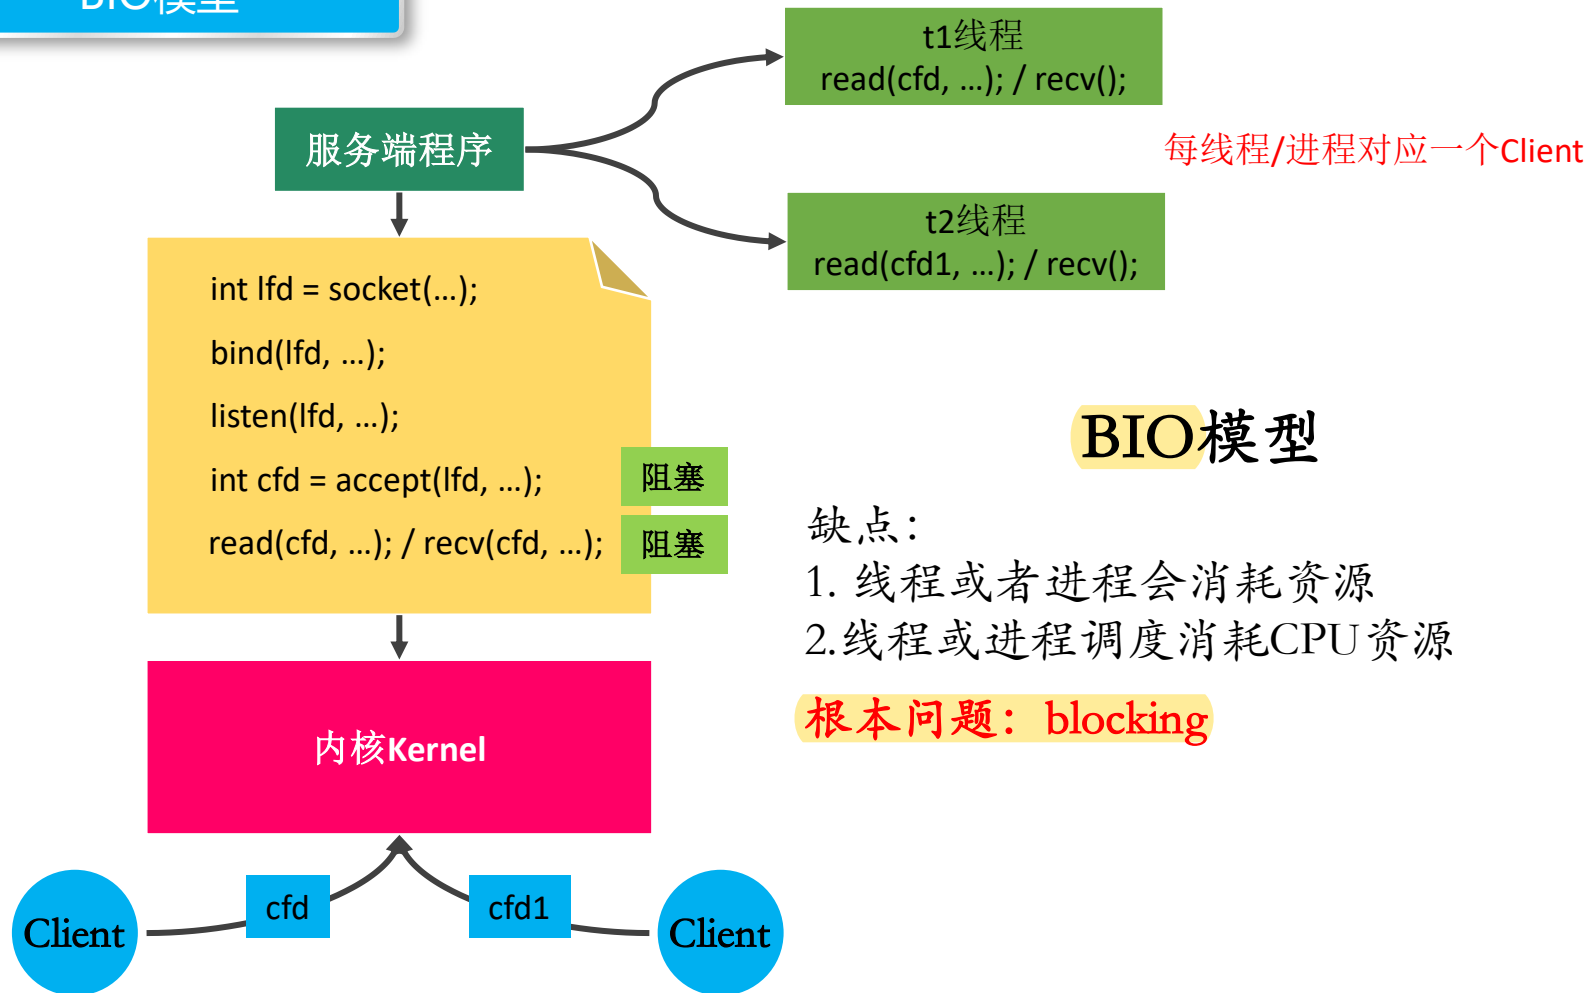 BIO模型
t1线程
read(cfd, ...); / recv();
服务端程序
每线程/进程对应一个Client
t2线程
read(cfd1, ...); / recv();
int lfd = socket(...);
bind(lfd, ...);
listen(lfd, ...);
int cfd = accept(lfd, ...);
阻塞
read(cfd, ...); / recv(cfd, ...);
阻塞
BIO模型
缺点：
1. 线程或者进程会消耗资源
2.线程或进程调度消耗CPU资源
根本问题：blocking
内核Kernel
cfd
cfd1
Client
Client